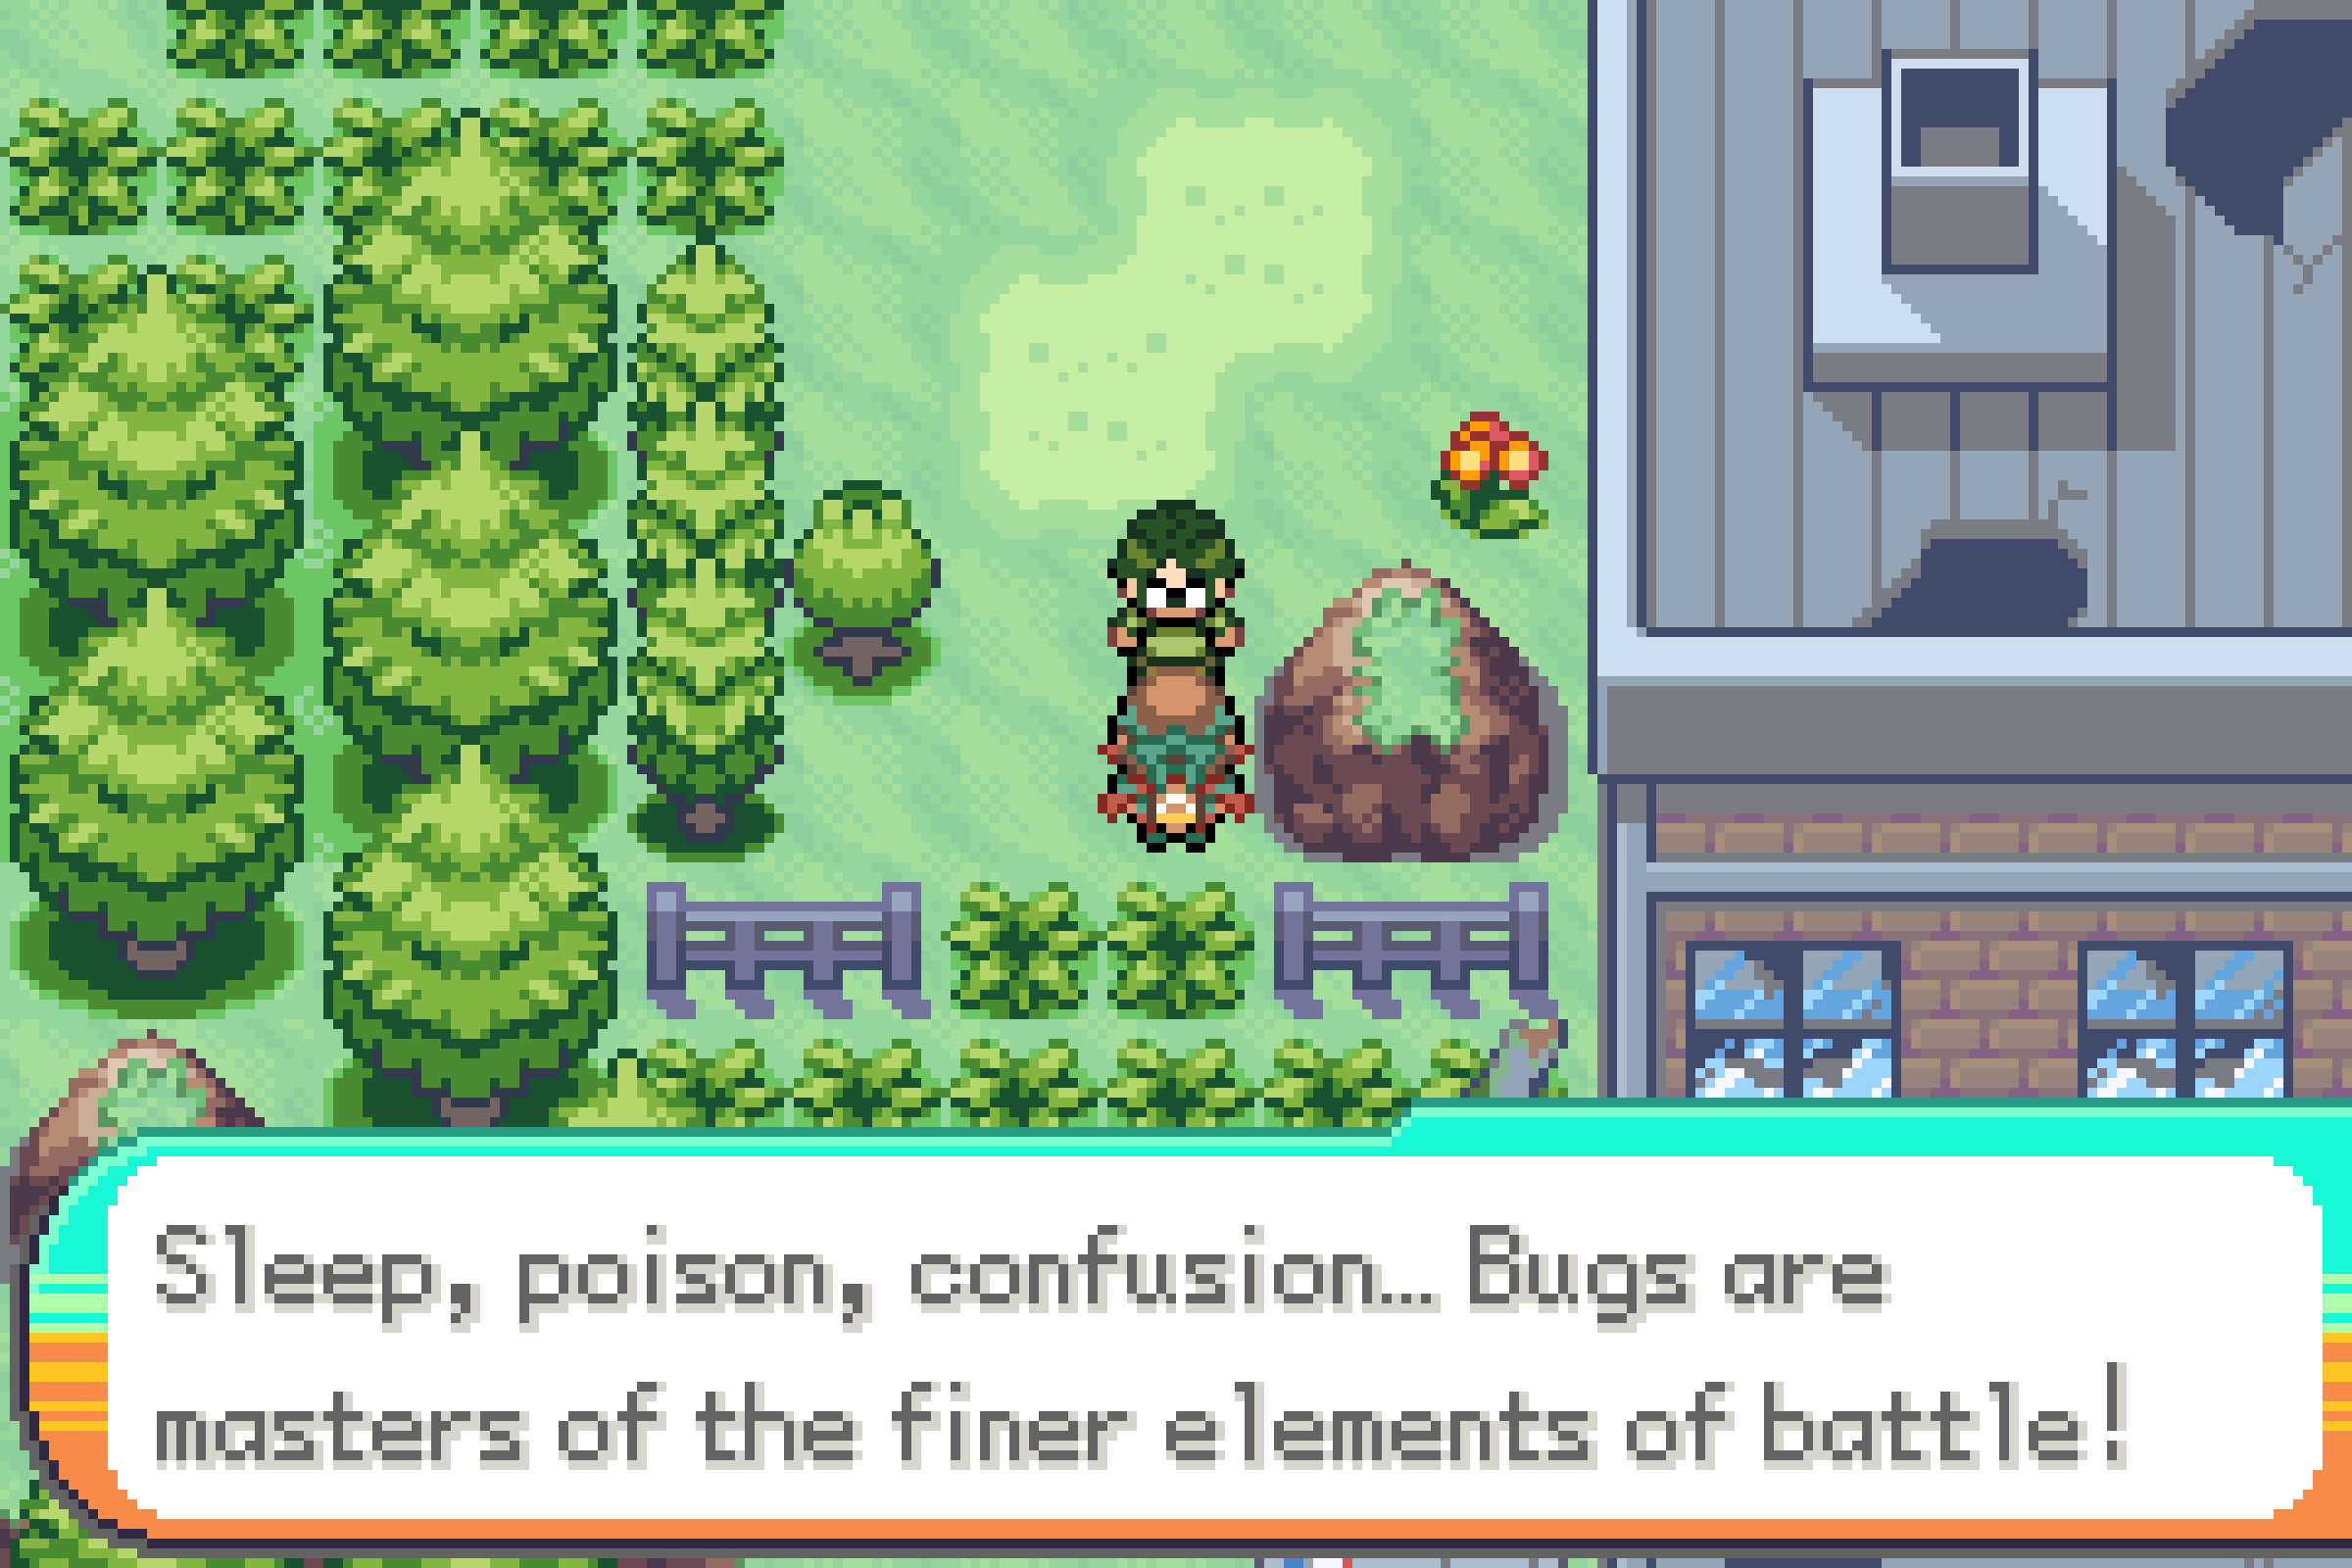 Sleep, poison, confusion... Bugs are
masters of the finer elements of battle!